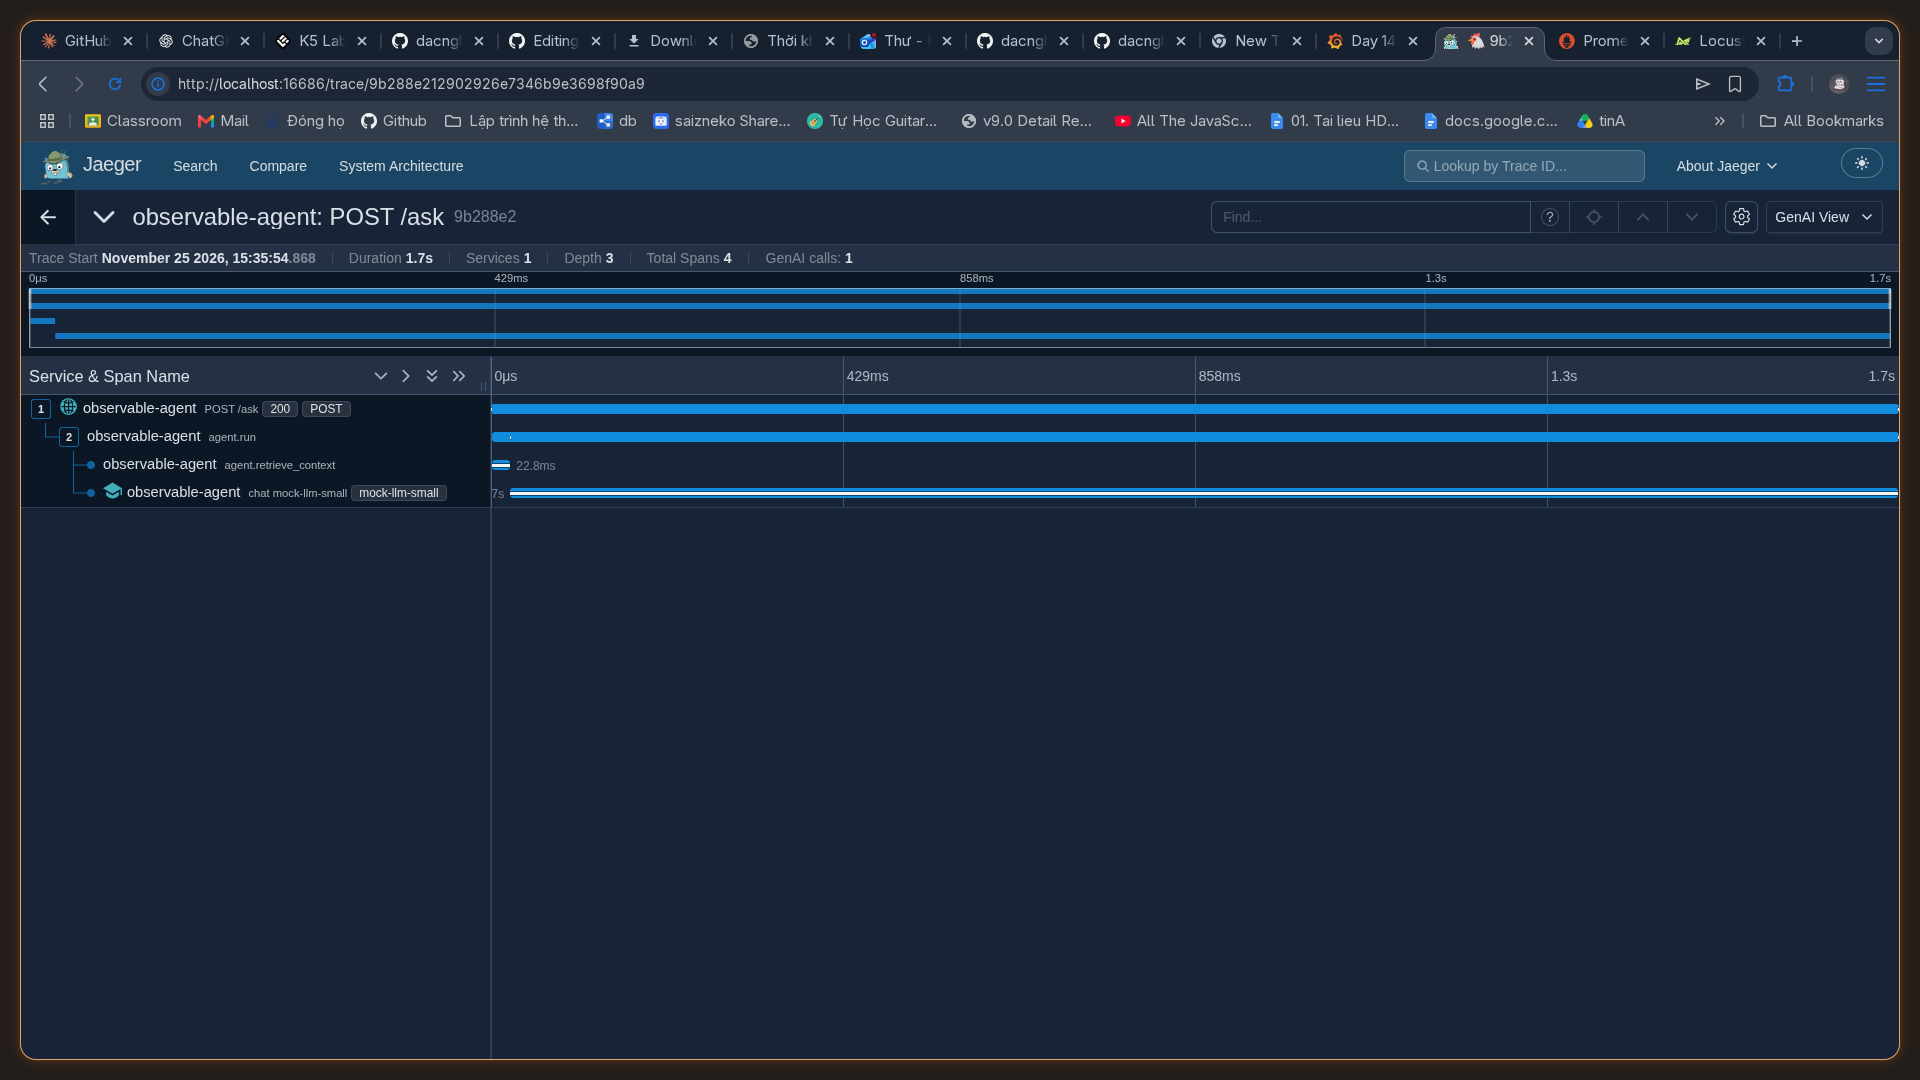 GitHub ChatG K5 Lab dacng Editing Downl Thời kh Thư - dacng dacng New T Day 14 9b2 Prome Locus
http://localhost:16686/trace/9b288e212902926e7346b9e3698f90a9
Classroom Mail Đóng họ Github Lập trình hệ th... db saizneko Share... Tự Học Guitar... v9.0 Detail Re... All The JavaSc... 01. Tai lieu HD... docs.google.c... tinA » All Bookmarks
Jaeger Search Compare System Architecture Lookup by Trace ID... About Jaeger
observable-agent: POST /ask 9b288e2 Find... ? GenAI View
Trace Start November 25 2026, 15:35:54.868 Duration 1.7s Services 1 Depth 3 Total Spans 4 GenAI calls: 1
0μs 429ms 858ms 1.3s 1.7s
Service & Span Name 0μs 429ms 858ms 1.3s 1.7s
1 observable-agent POST /ask 200 POST
2 observable-agent agent.run
observable-agent agent.retrieve_context 22.8ms
observable-agent chat mock-llm-small mock-llm-small 7s